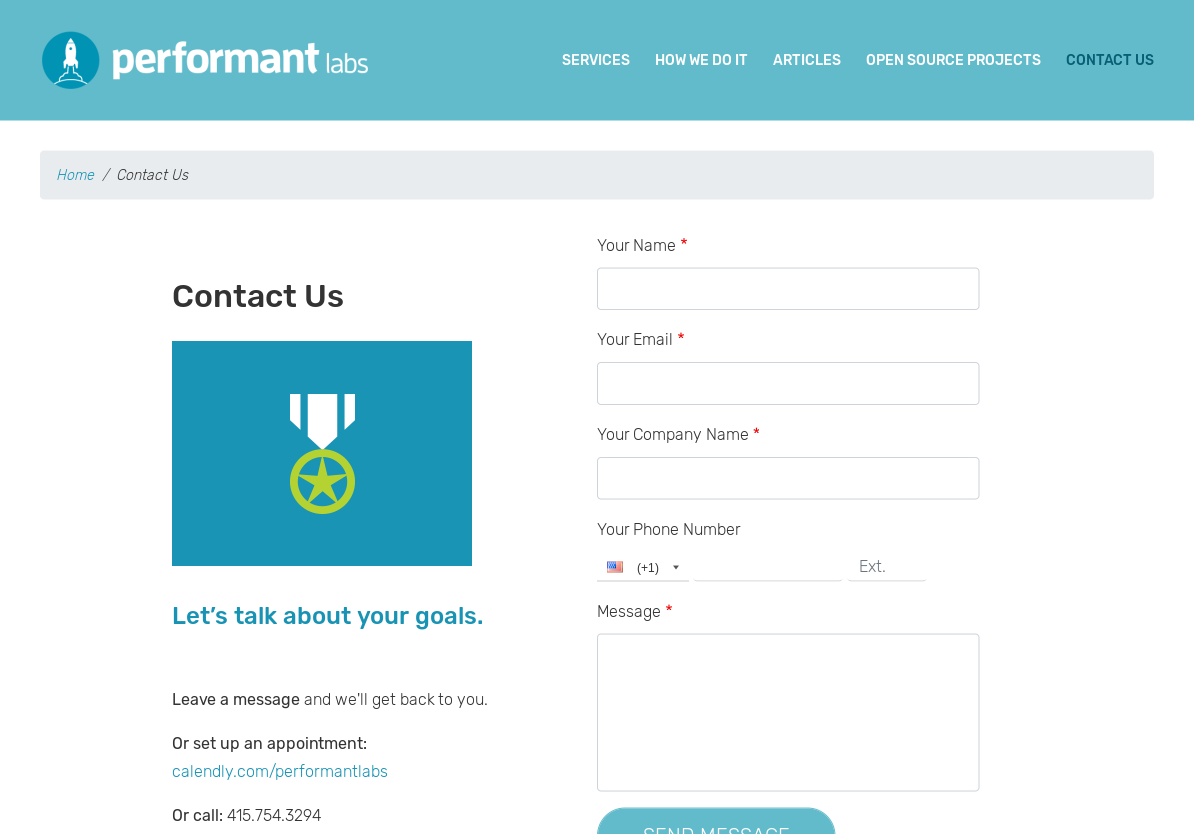 performant labs
SERVICES HOW WE DO IT ARTICLES OPEN SOURCE PROJECTS CONTACT US
Home / Contact Us
Contact Us
Let’s talk about your goals.
Leave a message and we'll get back to you.
Or set up an appointment:
calendly.com/performantlabs
Or call: 415.754.3294
Your Name *
Your Email *
Your Company Name *
Your Phone Number
(+1) Ext.
Message *
SEND MESSAGE